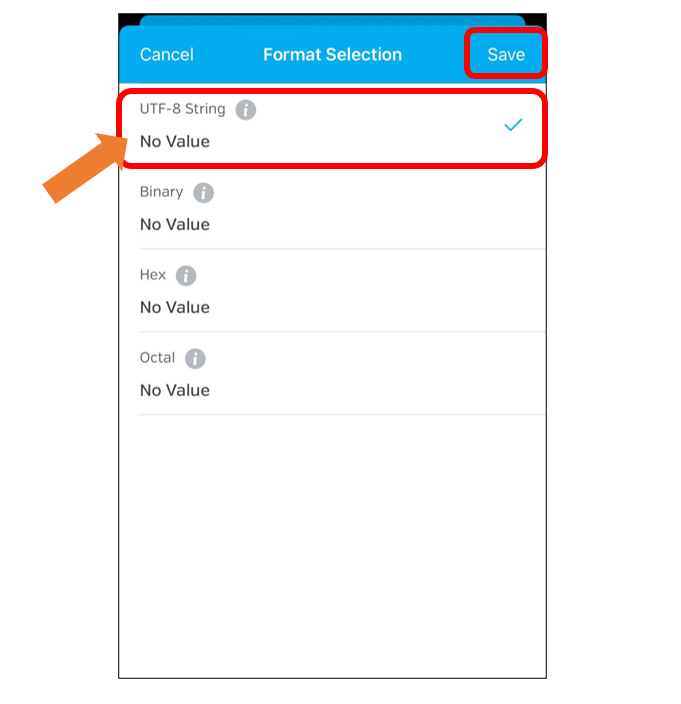 Cancel Format Selection Save
UTF-8 String i
No Value
Binary i
No Value
Hex i
No Value
Octal i
No Value